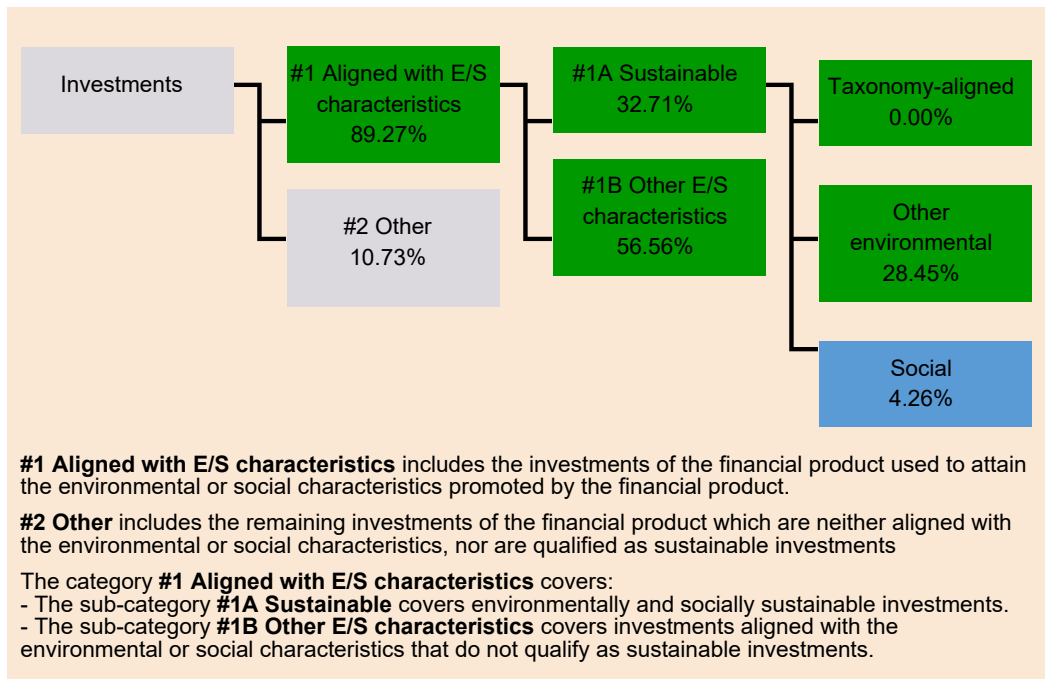 Investments
#1 Aligned with E/S
characteristics
89.27%
#2 Other
10.73%
#1A Sustainable
32.71%
#1B Other E/S
characteristics
56.56%
Taxonomy-aligned
0.00%
Other
environmental
28.45%
Social
4.26%
#1 Aligned with E/S characteristics includes the investments of the financial product used to attain
the environmental or social characteristics promoted by the financial product.
#2 Other includes the remaining investments of the financial product which are neither aligned with
the environmental or social characteristics, nor are qualified as sustainable investments
The category #1 Aligned with E/S characteristics covers:
- The sub-category #1A Sustainable covers environmentally and socially sustainable investments.
- The sub-category #1B Other E/S characteristics covers investments aligned with the
environmental or social characteristics that do not qualify as sustainable investments.